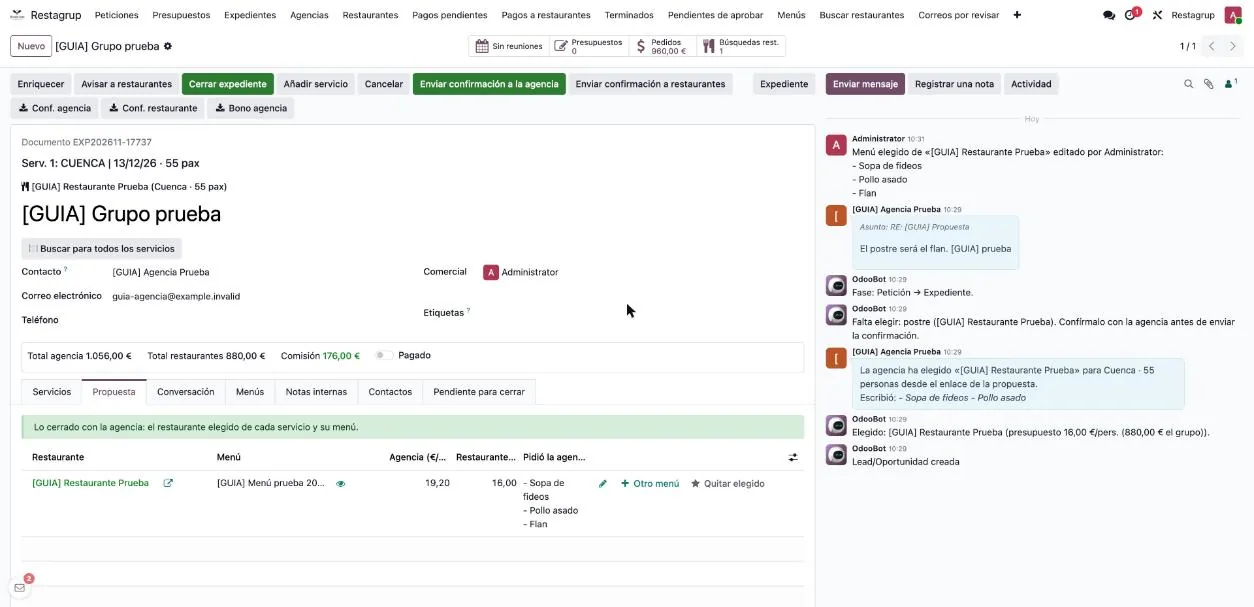 Restagrup Peticiones Presupuestos Expedientes Agencias Restaurantes Pagos pendientes Pagos a restaurantes Terminados Pendientes de aprobar Menús Buscar restaurantes Correos por revisar + 1 Restagrup A
Nuevo [GUIA] Grupo prueba
Sin reuniones Presupuestos 0 Pedidos 960,00 € Búsquedas rest. 1 1 / 1
Enriquecer Avisar a restaurantes Cerrar expediente Añadir servicio Cancelar Enviar confirmación a la agencia Enviar confirmación a restaurantes Expediente
Conf. agencia Conf. restaurante Bono agencia
Documento EXP202611-17737
Serv. 1: CUENCA | 13/12/26 · 55 pax
[GUIA] Restaurante Prueba (Cuenca · 55 pax)
[GUIA] Grupo prueba
Buscar para todos los servicios
Contacto ? [GUIA] Agencia Prueba Comercial A Administrator
Correo electrónico guia-agencia@example.invalid
Etiquetas ?
Teléfono
Total agencia 1.056,00 € Total restaurantes 880,00 € Comisión 176,00 € Pagado
Servicios Propuesta Conversación Menús Notas internas Contactos Pendiente para cerrar
Lo cerrado con la agencia: el restaurante elegido de cada servicio y su menú.
Restaurante Menú Agencia (€/... Restaurante... Pidió la agen...
[GUIA] Restaurante Prueba [GUIA] Menú prueba 20... 19,20 16,00 - Sopa de + Otro menú Quitar elegido
fideos
- Pollo asado
- Flan
2
Enviar mensaje Registrar una nota Actividad 1
Hoy
A Administrator 10:31
Menú elegido de «[GUIA] Restaurante Prueba» editado por Administrator:
- Sopa de fideos
- Pollo asado
- Flan
[ [GUIA] Agencia Prueba 10:29
Asunto: RE: [GUIA] Propuesta
El postre será el flan. [GUIA] prueba
OdooBot 10:29
Fase: Petición → Expediente.
OdooBot 10:29
Falta elegir: postre ([GUIA] Restaurante Prueba). Confírmalo con la agencia antes de enviar
la confirmación.
[ [GUIA] Agencia Prueba 10:29
La agencia ha elegido «[GUIA] Restaurante Prueba» para Cuenca · 55
personas desde el enlace de la propuesta.
Escribió: - Sopa de fideos - Pollo asado
OdooBot 10:29
Elegido: [GUIA] Restaurante Prueba (presupuesto 16,00 €/pers. (880,00 € el grupo)).
OdooBot 10:29
Lead/Oportunidad creada